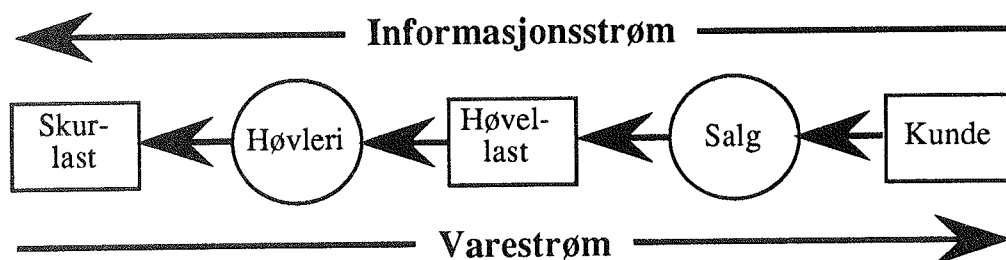 Informasjonsstrøm
Skur-
last
Høvleri
Høvel-
last
Salg
Kunde
Varestrøm